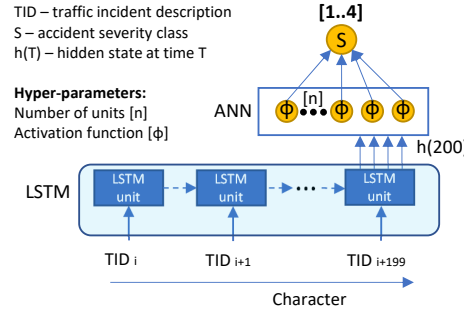 TID – traffic incident description
S – accident severity class
h(T) – hidden state at time T
Hyper-parameters:
Number of units [n]
Activation function [ϕ]
[1..4]
S
ANN
[n]
ϕ ••• ϕ ϕ ϕ
h(200)
LSTM
LSTM unit
LSTM unit
•••
LSTM unit
TID i
TID i+1
TID i+199
Character